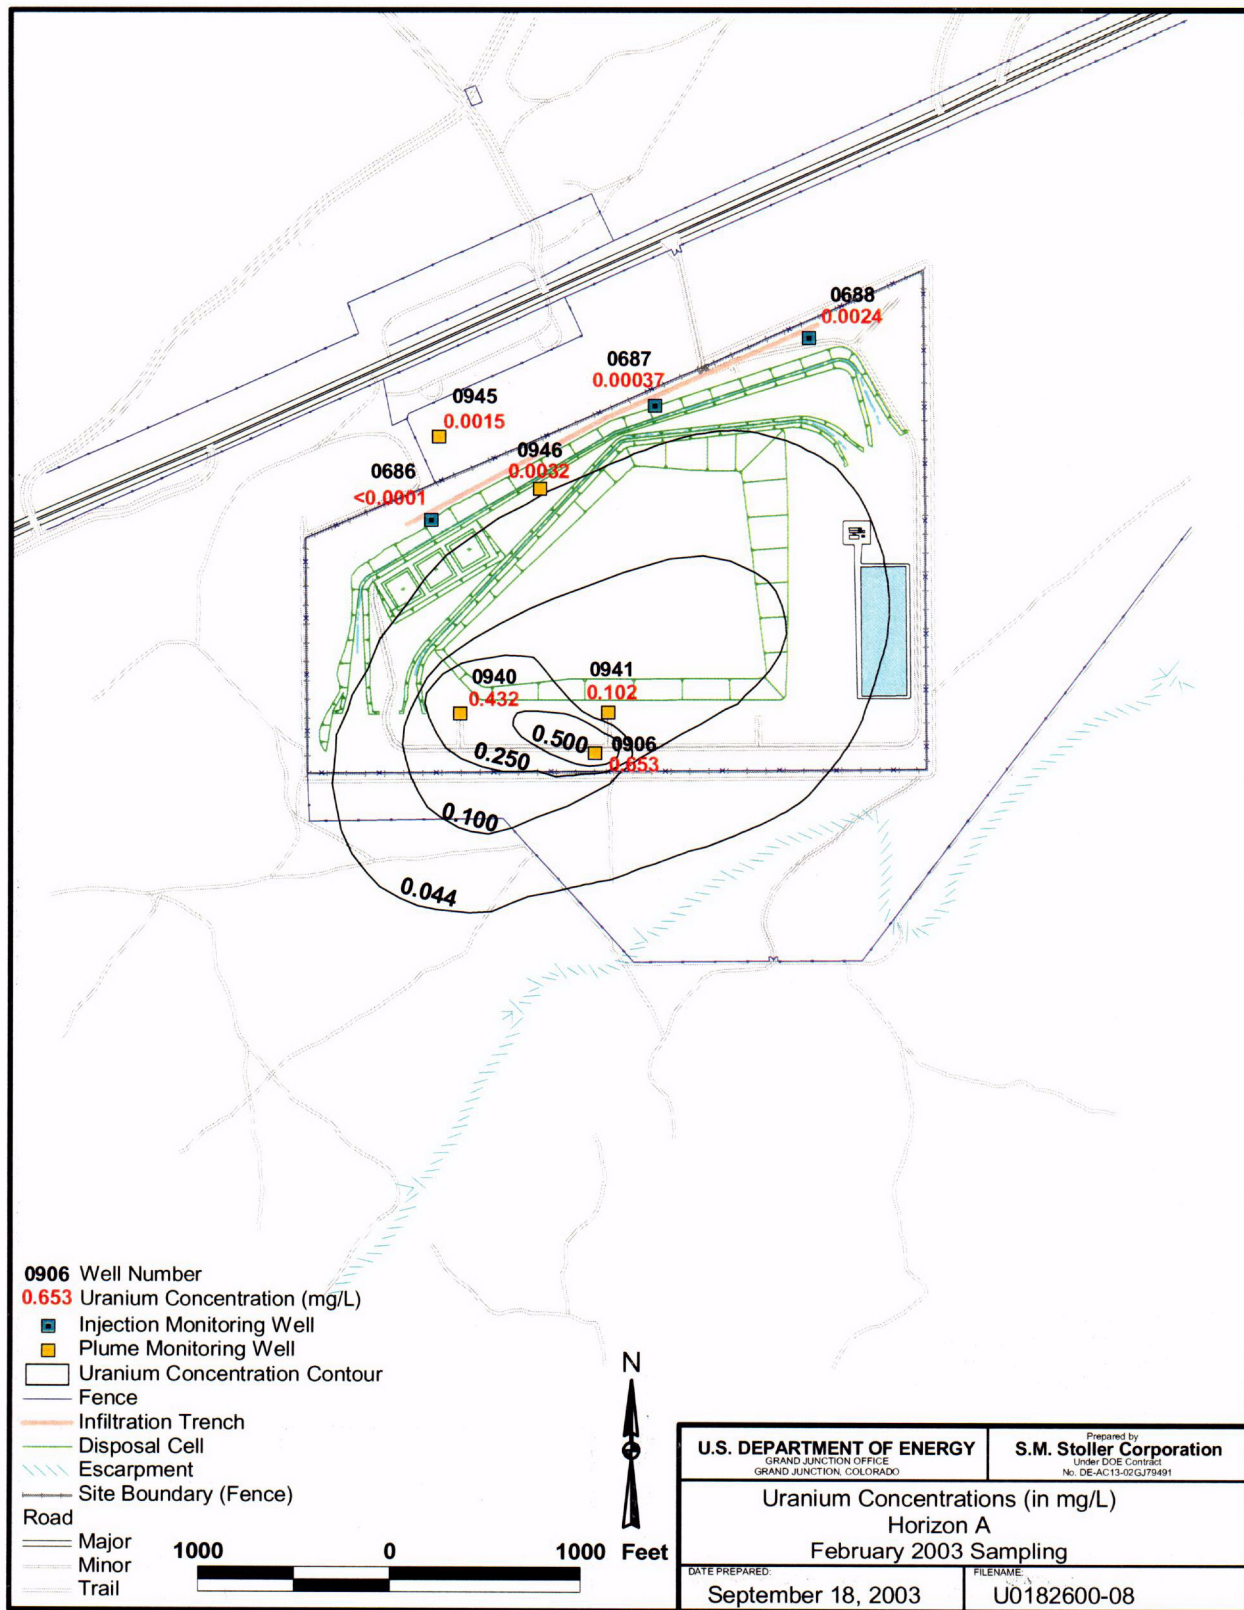 0688
0.0024
0687
0.00037
0945
0.0015
0946
0.0032
0686
<0.0001
0940
0.432
0941
0.102
0.500
0906
0.653
0.250
0.100
0.044
0906 Well Number
0.653 Uranium Concentration (mg/L)
Injection Monitoring Well
Plume Monitoring Well
Uranium Concentration Contour
Fence
Infiltration Trench
Disposal Cell
Escarpment
Site Boundary (Fence)
Road
Major
Minor
Trail
1000 0 1000 Feet
N
U.S. DEPARTMENT OF ENERGY
GRAND JUNCTION OFFICE
GRAND JUNCTION, COLORADO
Prepared by
S.M. Stoller Corporation
Under DOE Contract
No. DE-AC13-02GJ79491
Uranium Concentrations (in mg/L)
Horizon A
February 2003 Sampling
DATE PREPARED:
September 18, 2003
FILENAME:
U0182600-08